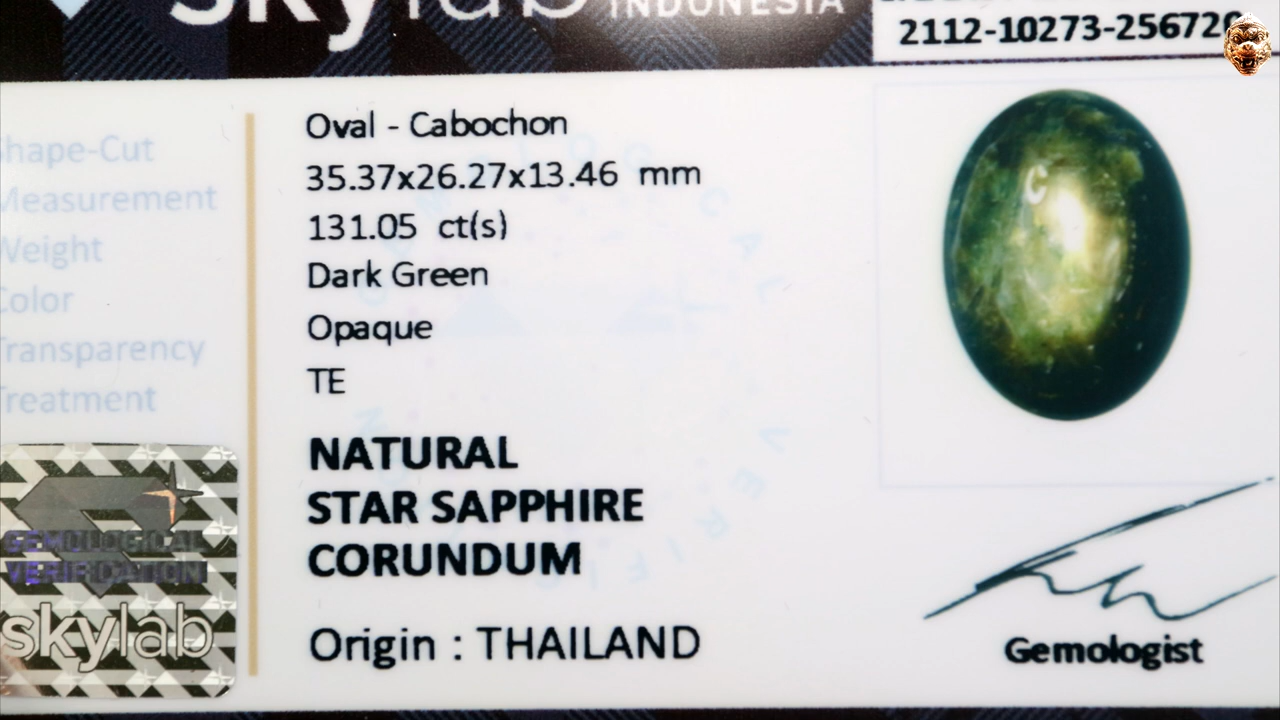 skylab INDONESIA
2112-10273-256720
Shape-Cut
Oval - Cabochon
Measurement
35.37x26.27x13.46 mm
Weight
131.05 ct(s)
Color
Dark Green
Transparency
Opaque
Treatment
TE
NATURAL
STAR SAPPHIRE
CORUNDUM
Origin : THAILAND
GEMOLOGICAL
VERIFICATION
skylab
Gemologist